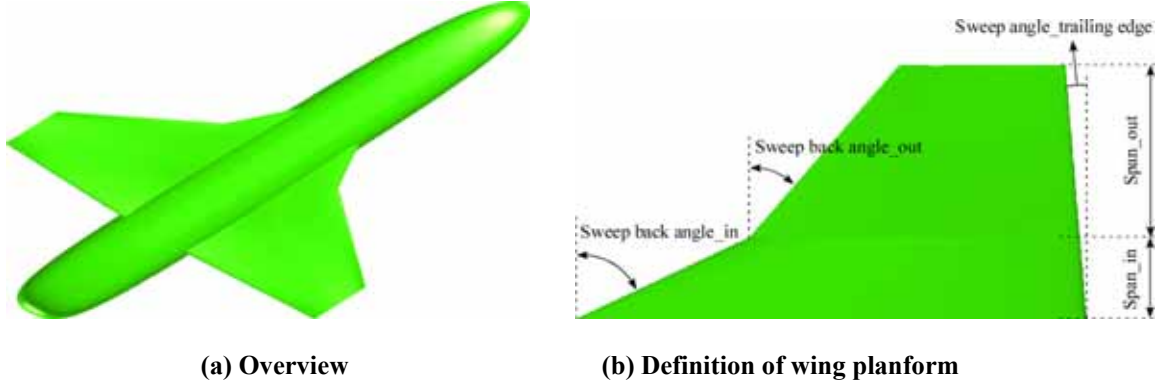 Sweep angle_trailing edge
Sweep back angle_out
Span_out
Sweep back angle_in
Span_in
(a) Overview
(b) Definition of wing planform